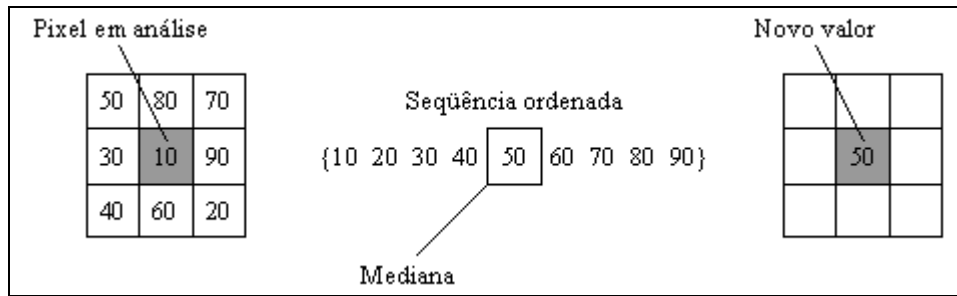 Pixel em análise
Novo valor
50 80 70
Seqüência ordenada
30 10 90
{10 20 30 40 50 60 70 80 90}
50
40 60 20
Mediana